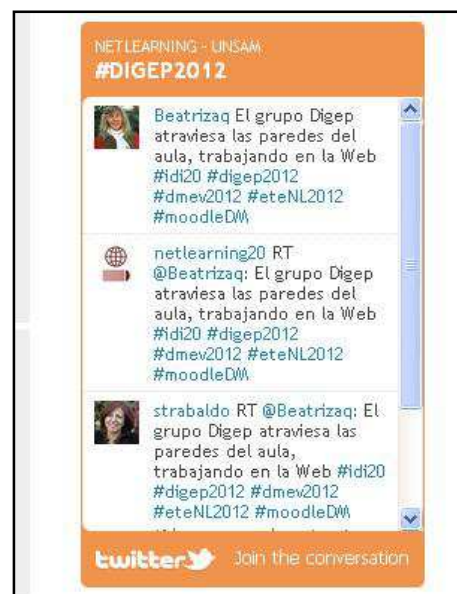 NETLEARNING - UNSAM
#DIGEP2012
Beatrizaq El grupo Digep
atraviesa las paredes del
aula, trabajando en la Web
#idi20 #digep2012
#dmev2012 #eteNL2012
#moodleDM
netlearning20 RT
@Beatrizaq: El grupo Digep
atraviesa las paredes del
aula, trabajando en la Web
#idi20 #digep2012
#dmev2012 #eteNL2012
#moodleDM
strabaldo RT @Beatrizaq: El
grupo Digep atraviesa las
paredes del aula,
trabajando en la Web #idi20
#digep2012 #dmev2012
#eteNL2012 #moodleDM
twitter Join the conversation